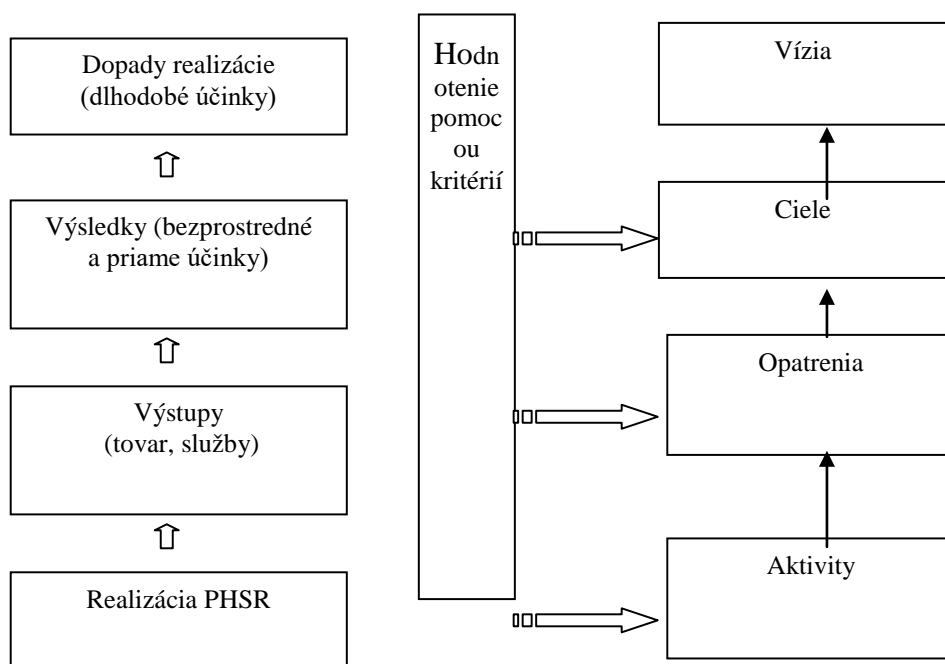 Dopady realizácie
(dlhodobé účinky)
Výsledky (bezprostredné
a priame účinky)
Výstupy
(tovar, služby)
Realizácia PHSR
Hodn
otenie
pomoc
ou
kritérií
Vízia
Ciele
Opatrenia
Aktivity